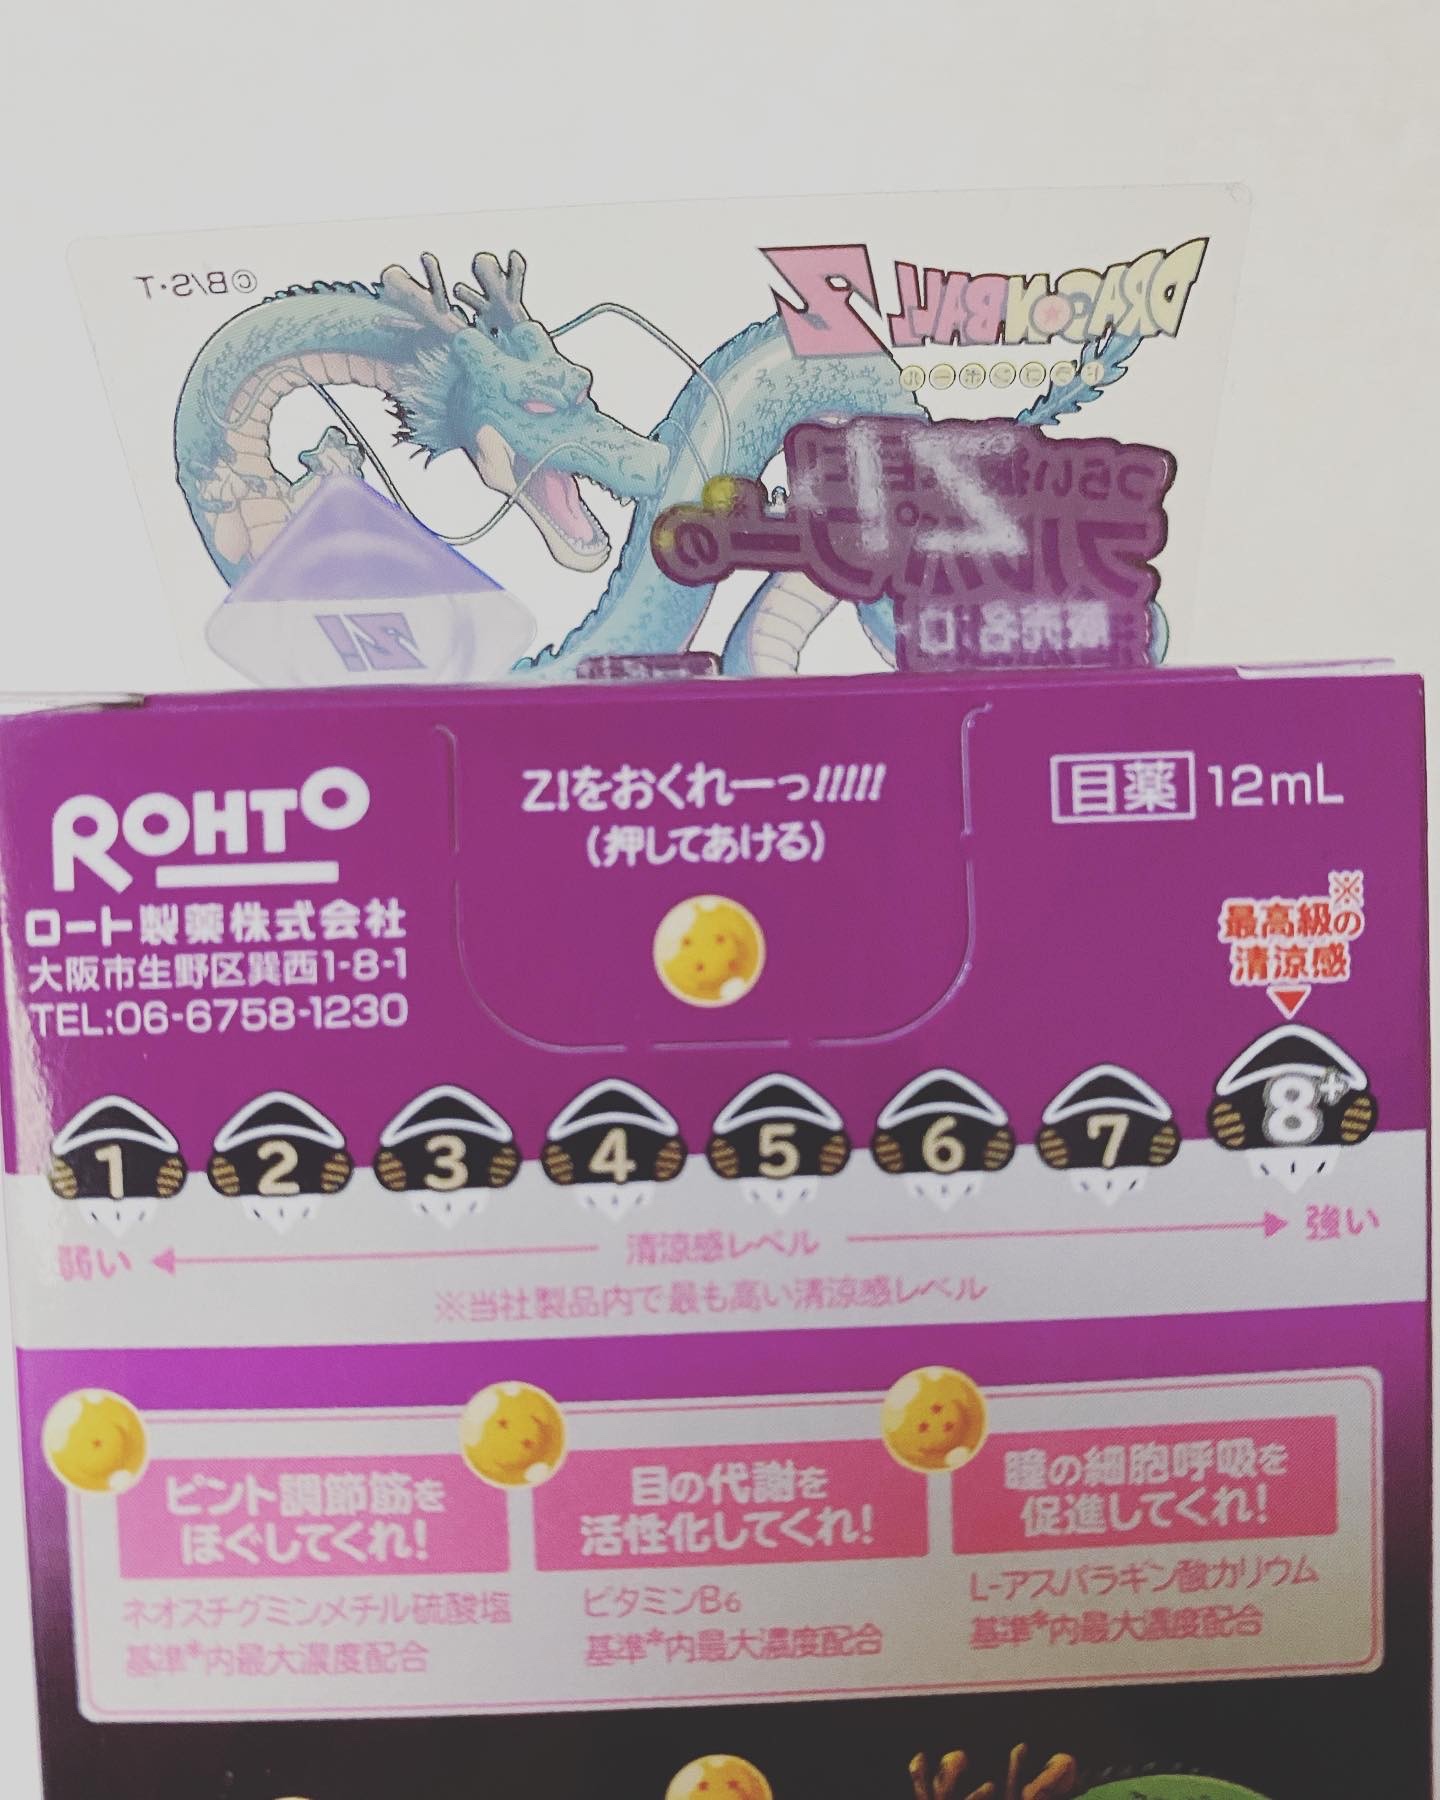 DRAGONBALL Z
©B/S・T
Z!
Z!
販売名:ロ
ROHTO
ロート製薬株式会社
大阪市生野区巽西1-8-1
TEL:06-6758-1230
Z!をおくれーっ!!!!!
(押してあける)
目薬 12mL
最高級※の
清涼感
1 2 3 4 5 6 7 8+
弱い 清涼感レベル 強い
※当社製品内で最も高い清涼感レベル
ピント調節筋を
ほぐしてくれ!
ネオスチグミンメチル硫酸塩
基準*内最大濃度配合
目の代謝を
活性化してくれ!
ビタミンB6
基準*内最大濃度配合
瞳の細胞呼吸を
促進してくれ!
L-アスパラギン酸カリウム
基準*内最大濃度配合